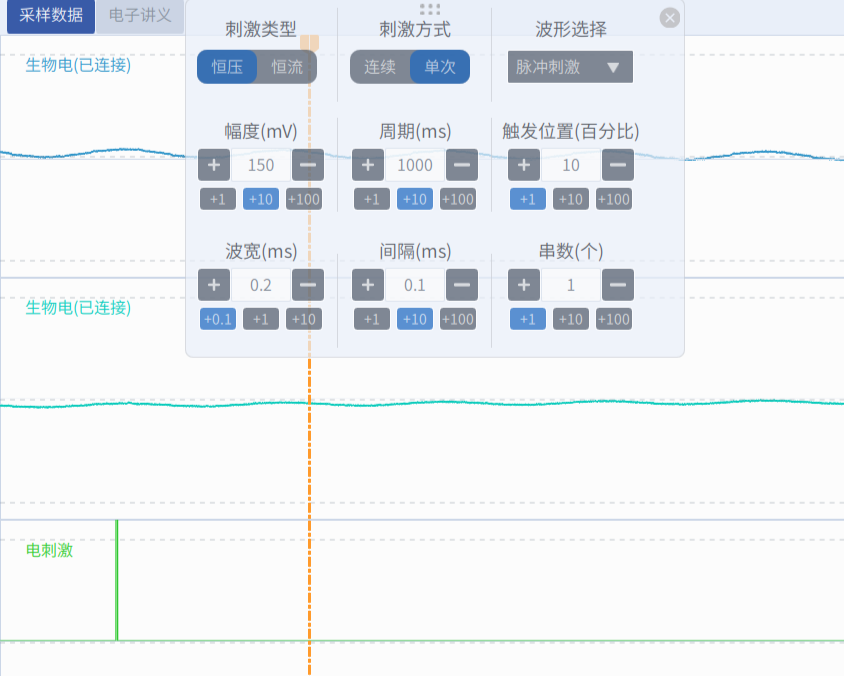 采样数据 电子讲义
刺激类型 刺激方式 波形选择
生物电(已连接)
恒压 恒流 连续 单次 脉冲刺激 ▼
幅度(mV) 周期(ms) 触发位置(百分比)
+ 150 − + 1000 − + 10 −
+1 +10 +100 +1 +10 +100 +1 +10 +100
波宽(ms) 间隔(ms) 串数(个)
+ 0.2 − + 0.1 − + 1 −
生物电(已连接)
+0.1 +1 +10 +1 +10 +100 +1 +10 +100
电刺激